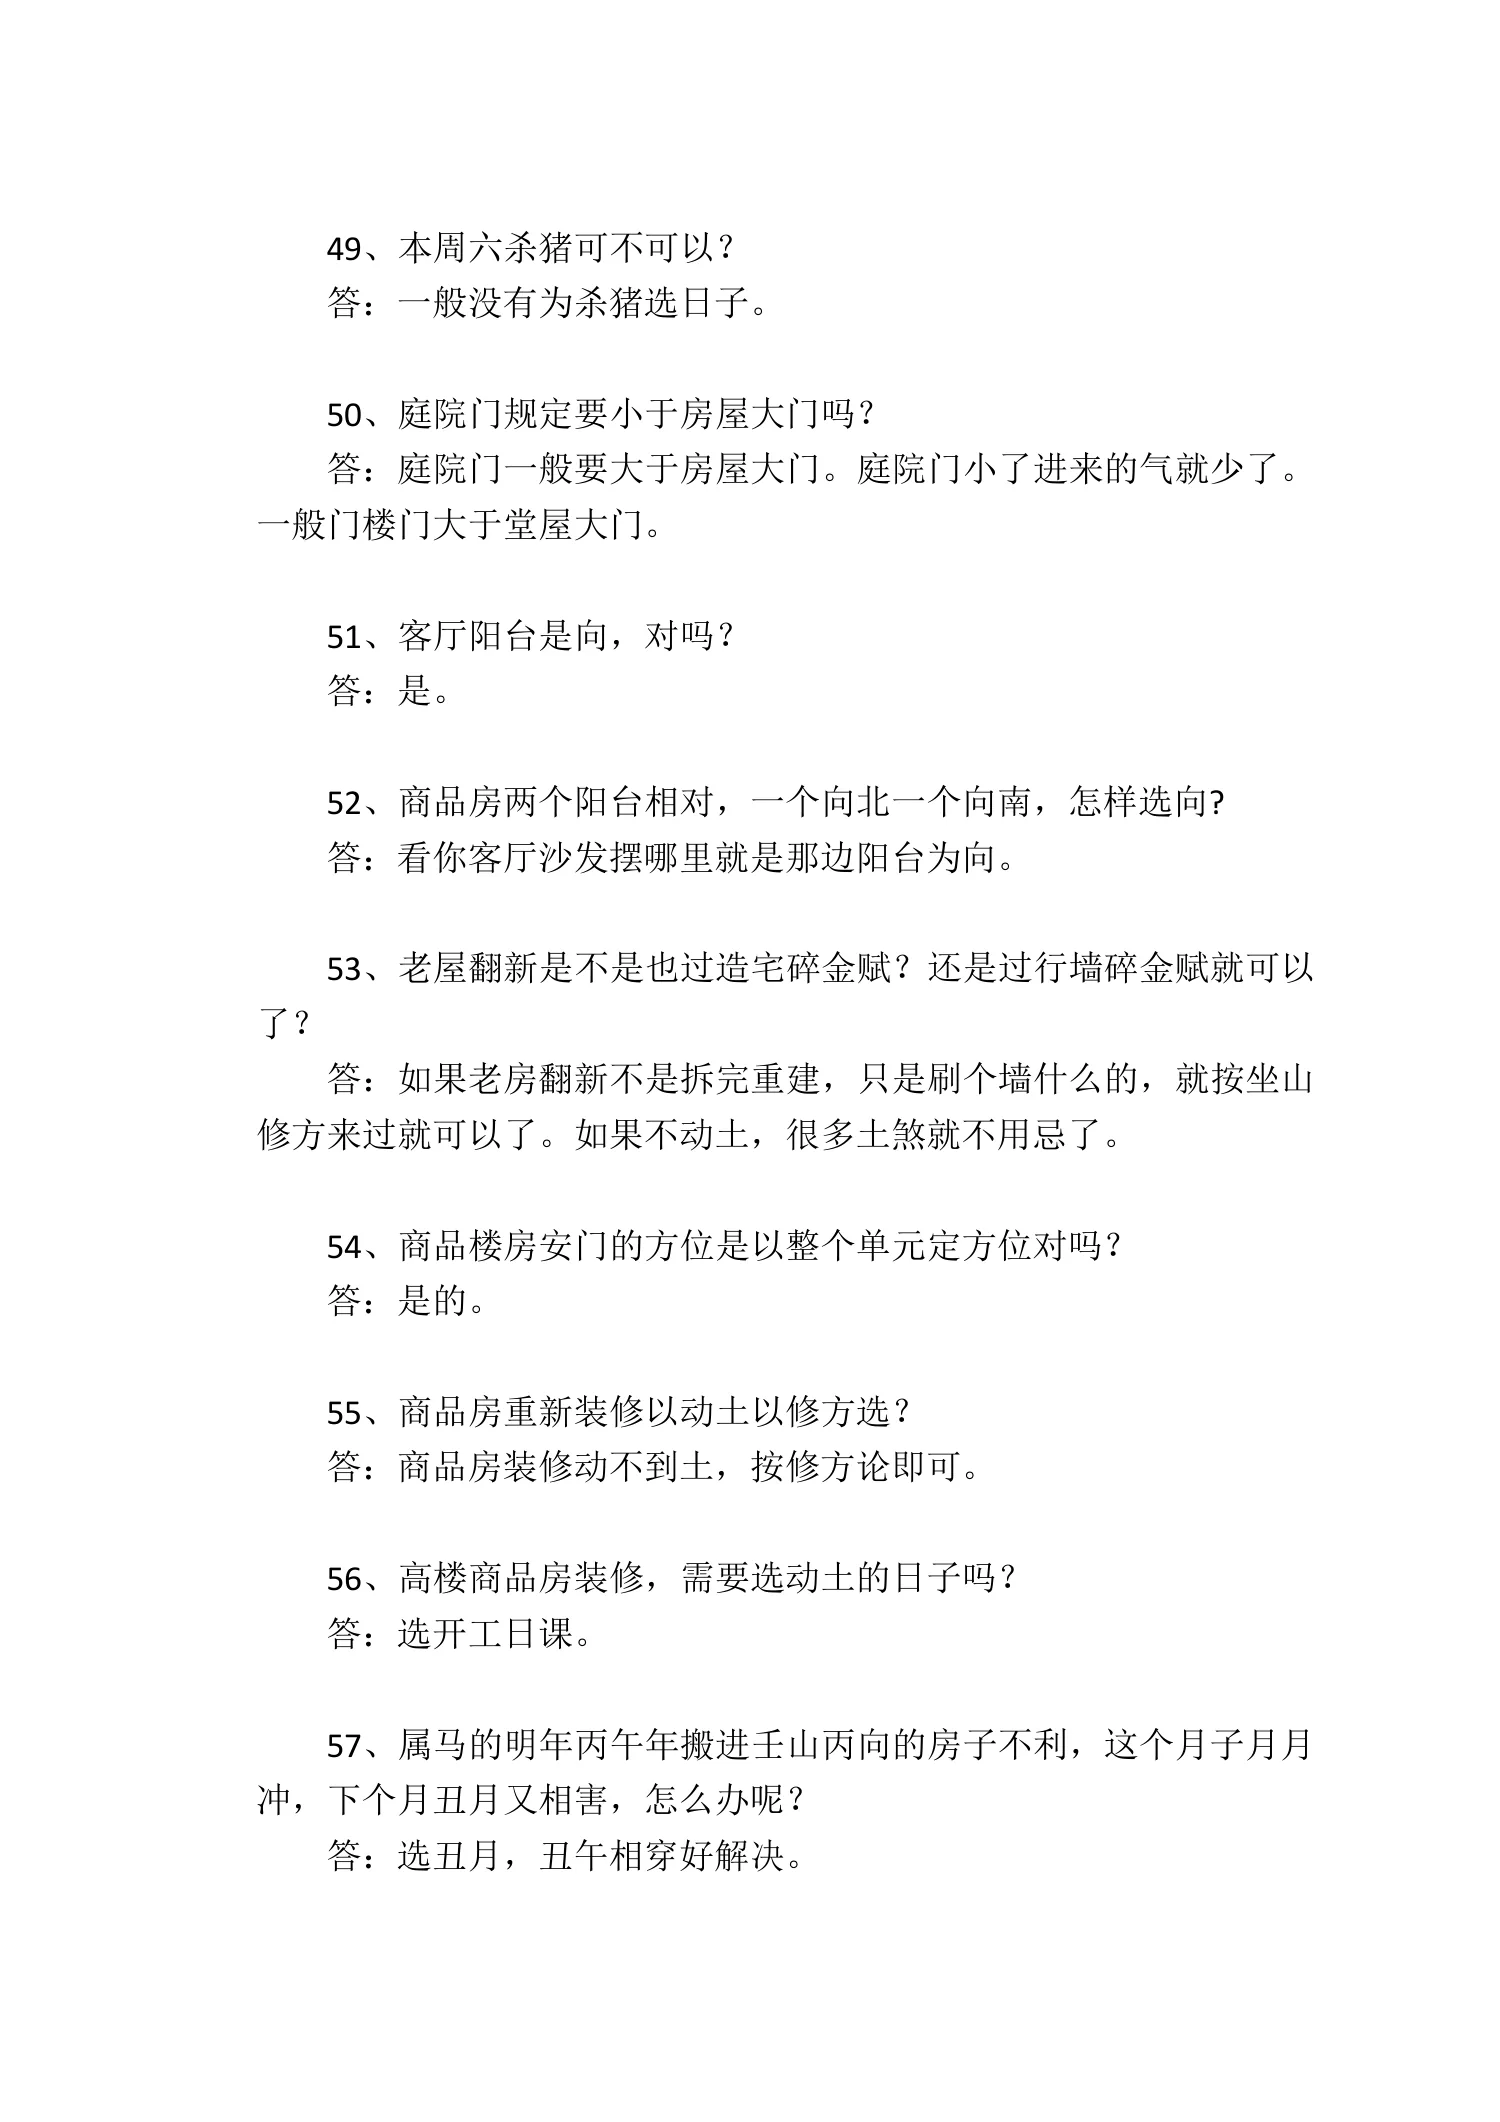 49、本周六杀猪可不可以？
答：一般没有为杀猪选日子。
50、庭院门规定要小于房屋大门吗？
答：庭院门一般要大于房屋大门。庭院门小了进来的气就少了。
一般门楼门大于堂屋大门。
51、客厅阳台是向，对吗？
答：是。
52、商品房两个阳台相对，一个向北一个向南，怎样选向?
答：看你客厅沙发摆哪里就是那边阳台为向。
53、老屋翻新是不是也过造宅碎金赋？还是过行墙碎金赋就可以
了？
答：如果老房翻新不是拆完重建，只是刷个墙什么的，就按坐山
修方来过就可以了。如果不动土，很多土煞就不用忌了。
54、商品楼房安门的方位是以整个单元定方位对吗？
答：是的。
55、商品房重新装修以动土以修方选？
答：商品房装修动不到土，按修方论即可。
56、高楼商品房装修，需要选动土的日子吗？
答：选开工日课。
57、属马的明年丙午年搬进壬山丙向的房子不利，这个月子月月
冲，下个月丑月又相害，怎么办呢？
答：选丑月，丑午相穿好解决。